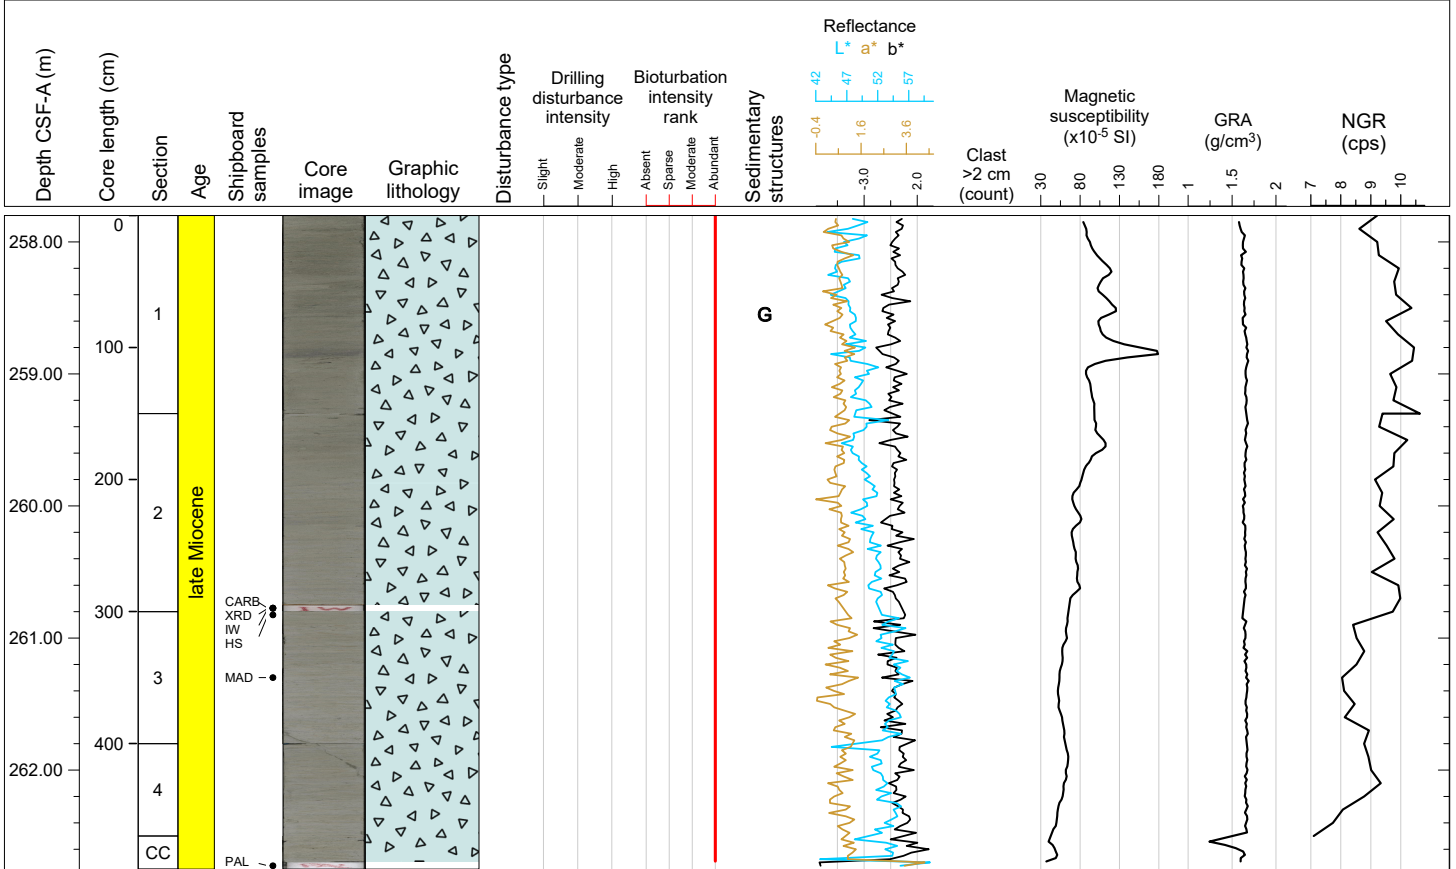 Depth CSF-A (m)
Core length (cm)
Section
Age
Shipboard
samples
Core
image
Graphic
lithology
Disturbance type
Drilling
disturbance
intensity
Slight
Moderate
High
Bioturbation
intensity
rank
Absent
Sparse
Moderate
Abundant
Sedimentary
structures
Reflectance
L* a* b*
42 47 52 57
-0.4 1.6 3.6
-3.0 2.0
Clast
>2 cm
(count)
Magnetic
susceptibility
(x10-5 SI)
30 80 130 180
GRA
(g/cm3)
1 1.5 2
NGR
(cps)
7 8 9 10
0
258.00
1
G
100
259.00
200
late Miocene
260.00
2
CARB
300
XRD
IW
IW
HS
261.00
3
MAD
400
262.00
4
CC
PAL